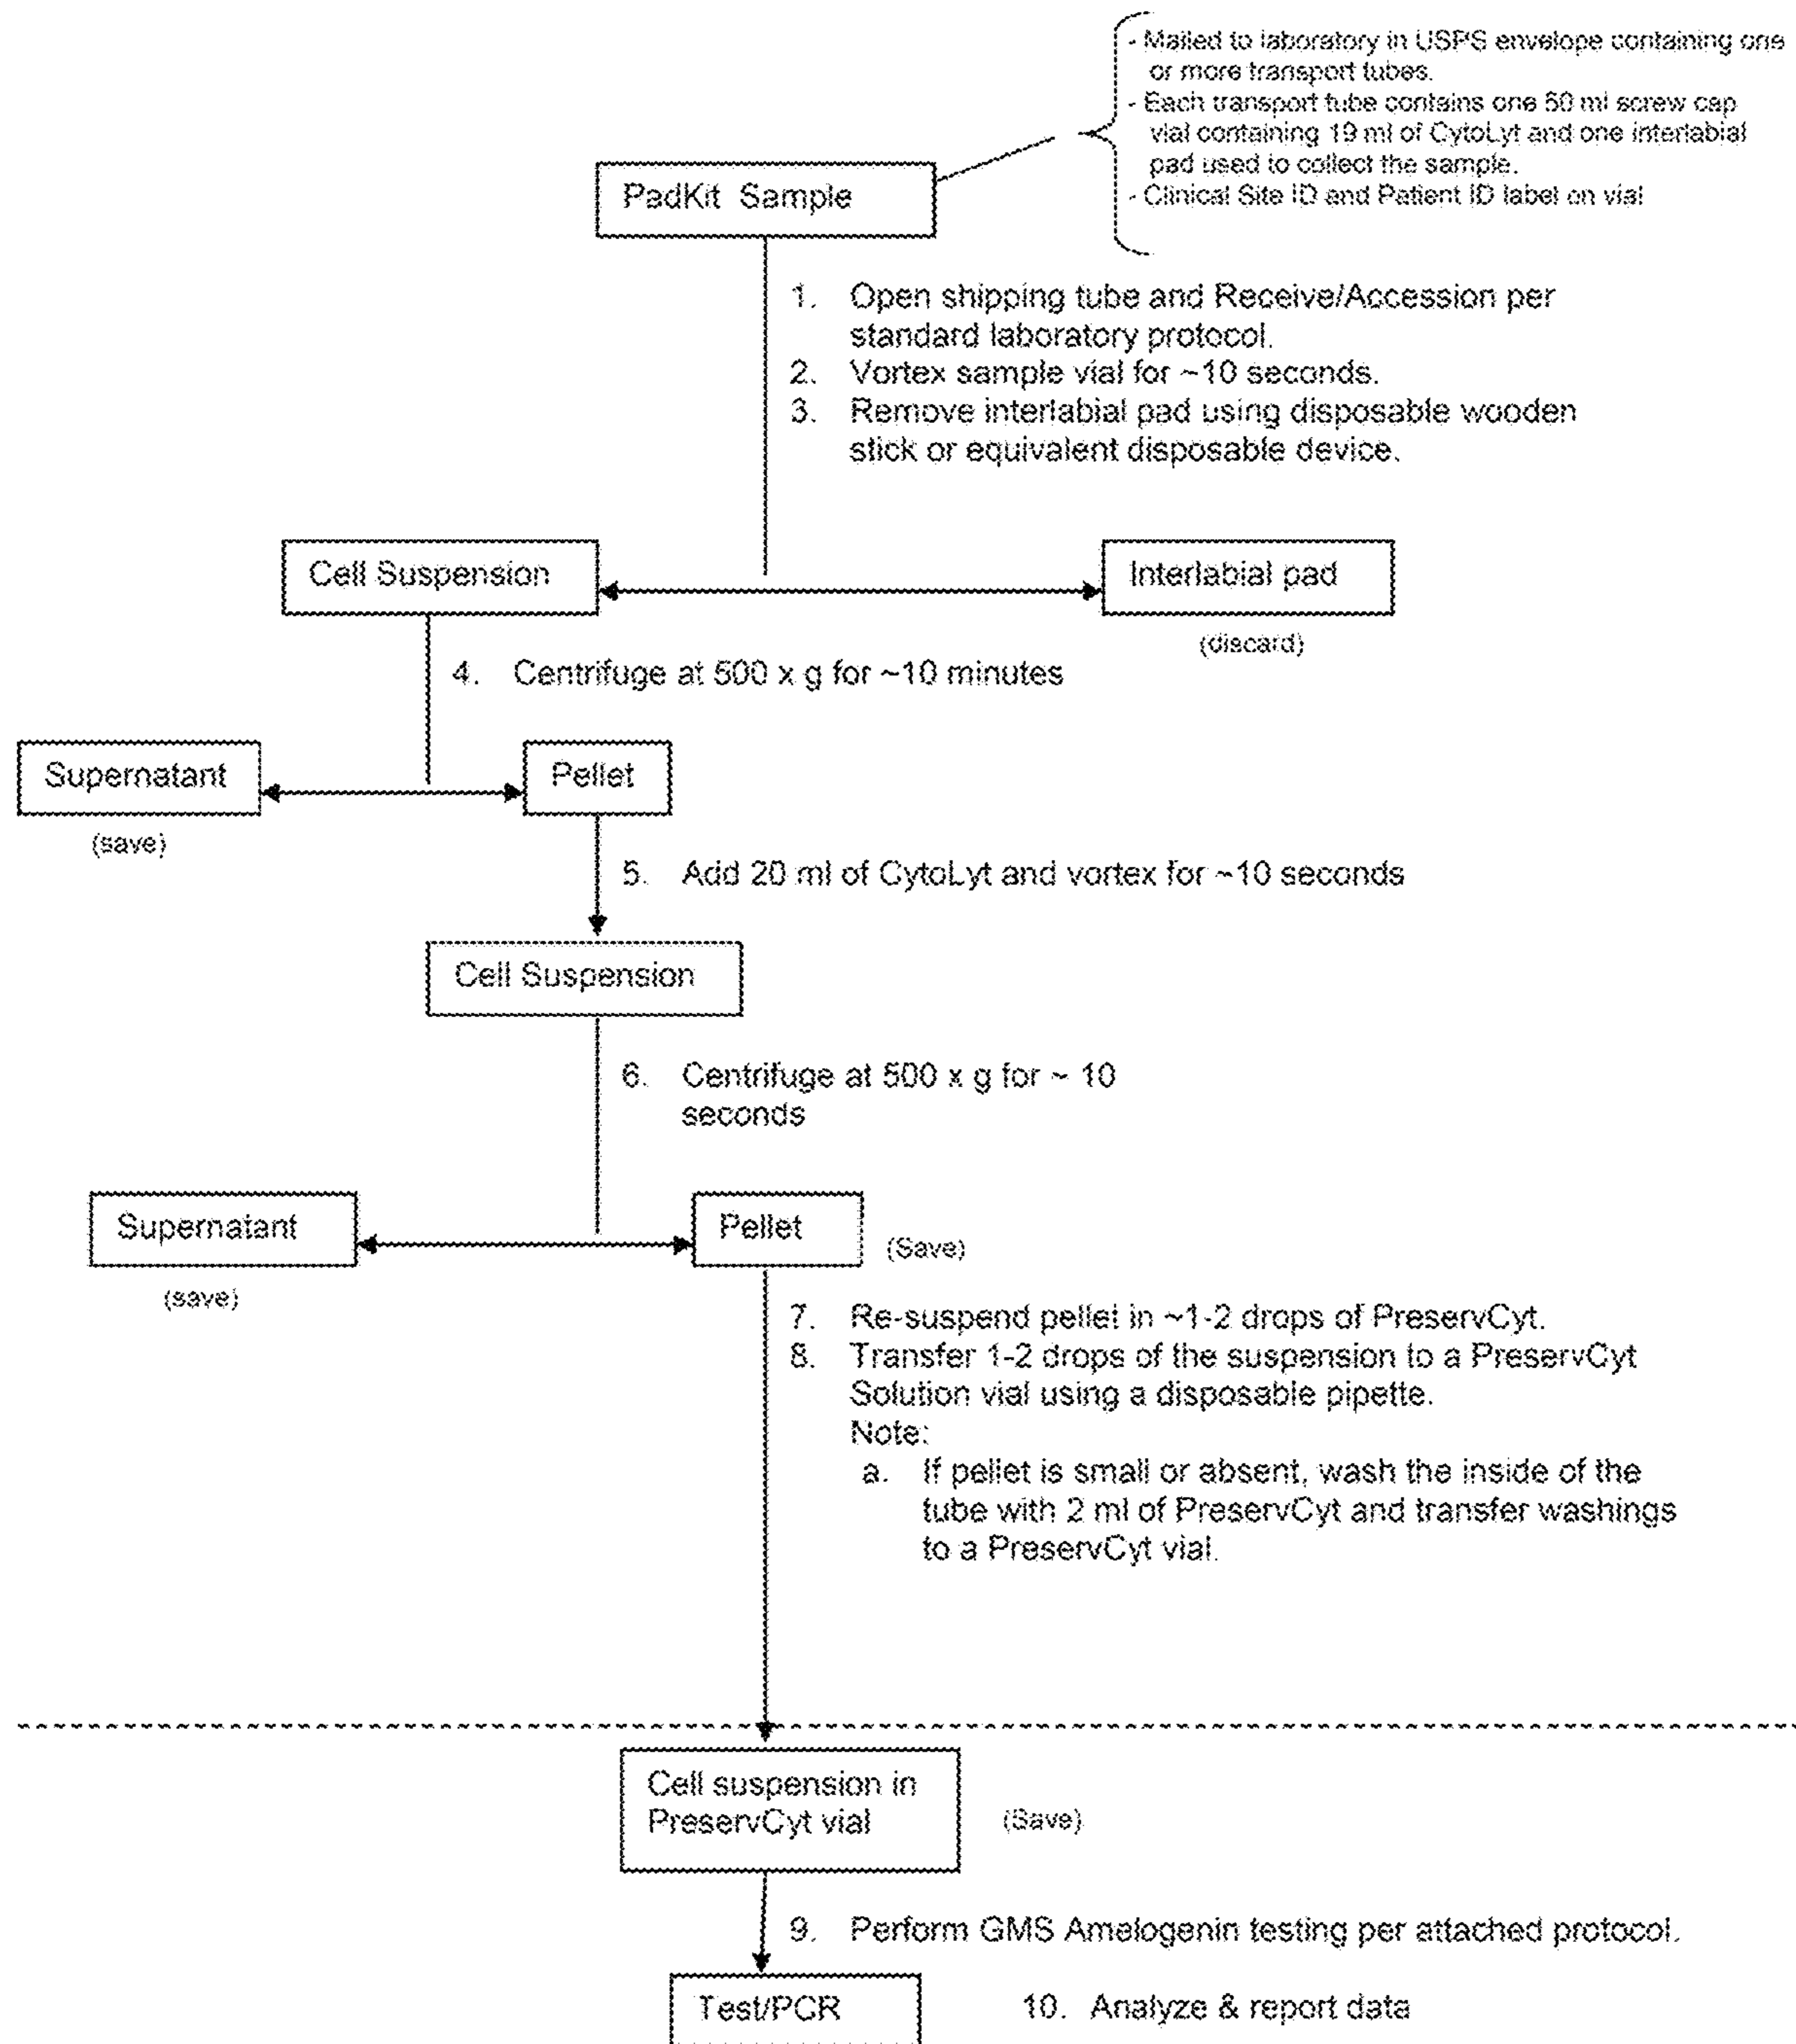 - Mailed to laboratory in USPS envelope containing one
or more transport tubes.
- Each transport tube contains one 50 ml screw cap
vial containing 19 ml of CytoLyt and one interlabial
pad used to collect the sample.
- Clinical Site ID and Patient ID label on vial
PadKit Sample
1. Open shipping tube and Receive/Accession per
standard laboratory protocol.
2. Vortex sample vial for ~10 seconds.
3. Remove interlabial pad using disposable wooden
stick or equivalent disposable device.
Cell Suspension
Interlabial pad
(discard)
4. Centrifuge at 500 x g for ~10 minutes
Supernatant
Pellet
(save)
5. Add 20 ml of CytoLyt and vortex for ~10 seconds
Cell Suspension
6. Centrifuge at 500 x g for ~ 10
seconds
Supernatant
Pellet
(Save)
(save)
7. Re-suspend pellet in ~1-2 drops of PreservCyt.
8. Transfer 1-2 drops of the suspension to a PreservCyt
Solution vial using a disposable pipette.
Note:
a. If pellet is small or absent, wash the inside of the
tube with 2 ml of PreservCyt and transfer washings
to a PreservCyt vial.
Cell suspension in
PreservCyt vial
(Save)
9. Perform GMS Amelogenin testing per attached protocol.
Test/PCR
10. Analyze & report data